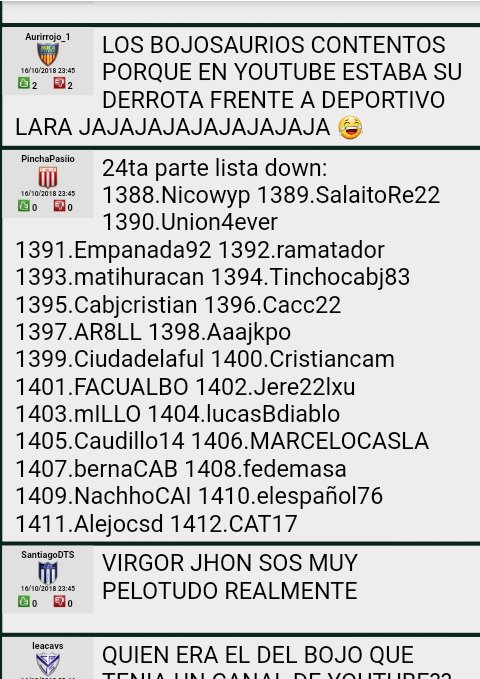 Aurirrojo_1
16/10/2018 23:45
2 2
LOS BOJOSAURIOS CONTENTOS
PORQUE EN YOUTUBE ESTABA SU
DERROTA FRENTE A DEPORTIVO
LARA JAJAJAJAJAJAJAJAJA 😂
PinchaPasiio
16/10/2018 23:45
0 0
24ta parte lista down:
1388.Nicowyp 1389.SalaitoRe22
1390.Union4ever
1391.Empanada92 1392.ramatador
1393.matihuracan 1394.Tinchocabj83
1395.Cabjcristian 1396.Cacc22
1397.AR8LL 1398.Aaajkpo
1399.Ciudadelaful 1400.Cristiancam
1401.FACUALBO 1402.Jere22lxu
1403.mILLO 1404.lucasBdiablo
1405.Caudillo14 1406.MARCELOCASLA
1407.bernaCAB 1408.fedemasa
1409.NachhoCAI 1410.elespañol76
1411.Alejocsd 1412.CAT17
SantiagoDTS
16/10/2018 23:45
0 0
VIRGOR JHON SOS MUY
PELOTUDO REALMENTE
leacavs
QUIEN ERA EL DEL BOJO QUE
TENIA UN CANAL DE YOUTUBE??